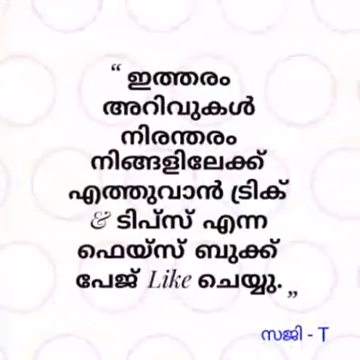 “ ഇത്തരം
അറിവുകൾ
നിരന്തരം
നിങ്ങളിലേക്ക്
എത്തുവാൻ ട്രിക്
& ടിപ്സ് എന്ന
ഫെയ്സ് ബുക്ക്
പേജ് Like ചെയ്യു. „
സജി - T